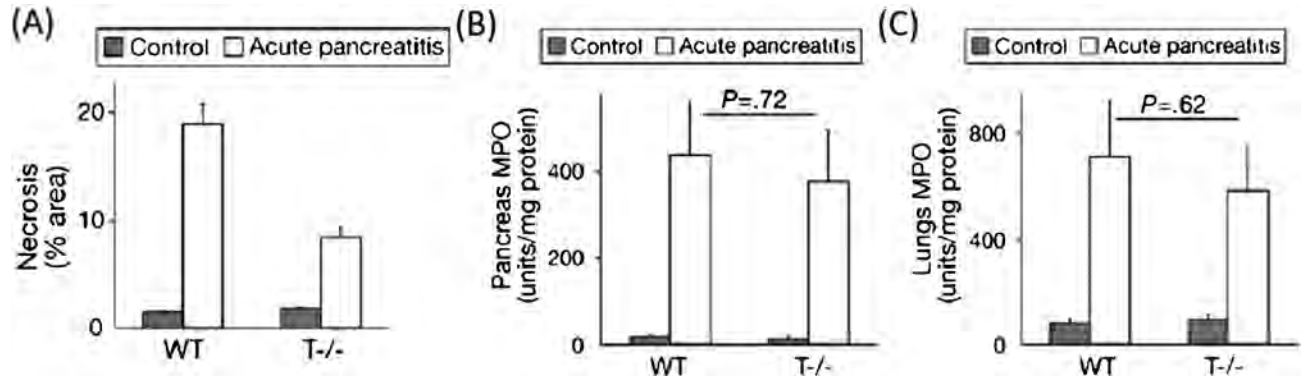 (A)
Control Acute pancreatitis
Necrosis
(% area)
20
10
0
WT T-/-
(B)
Control Acute pancreatitis
P=.72
Pancreas MPO
(units/mg protein)
400
200
0
WT T-/-
(C)
Control Acute pancreatitis
P=.62
Lungs MPO
(units/mg protein)
800
400
0
WT T-/-